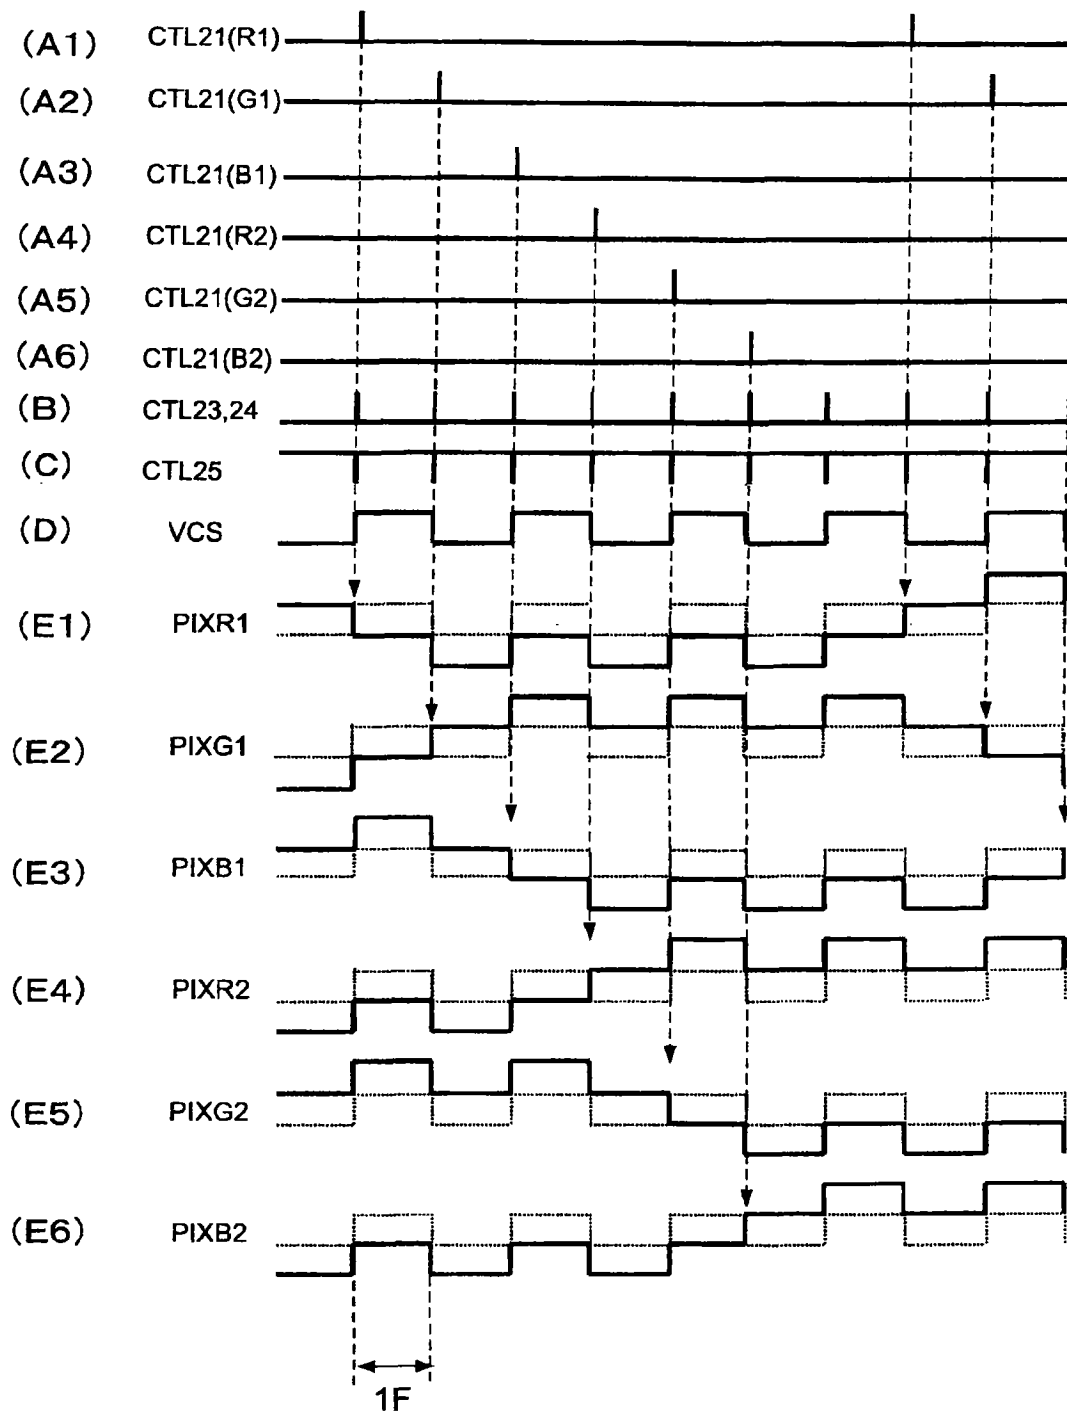 (A1) CTL21(R1)
(A2) CTL21(G1)
(A3) CTL21(B1)
(A4) CTL21(R2)
(A5) CTL21(G2)
(A6) CTL21(B2)
(B) CTL23,24
(C) CTL25
(D) VCS
(E1) PIXR1
(E2) PIXG1
(E3) PIXB1
(E4) PIXR2
(E5) PIXG2
(E6) PIXB2
1F